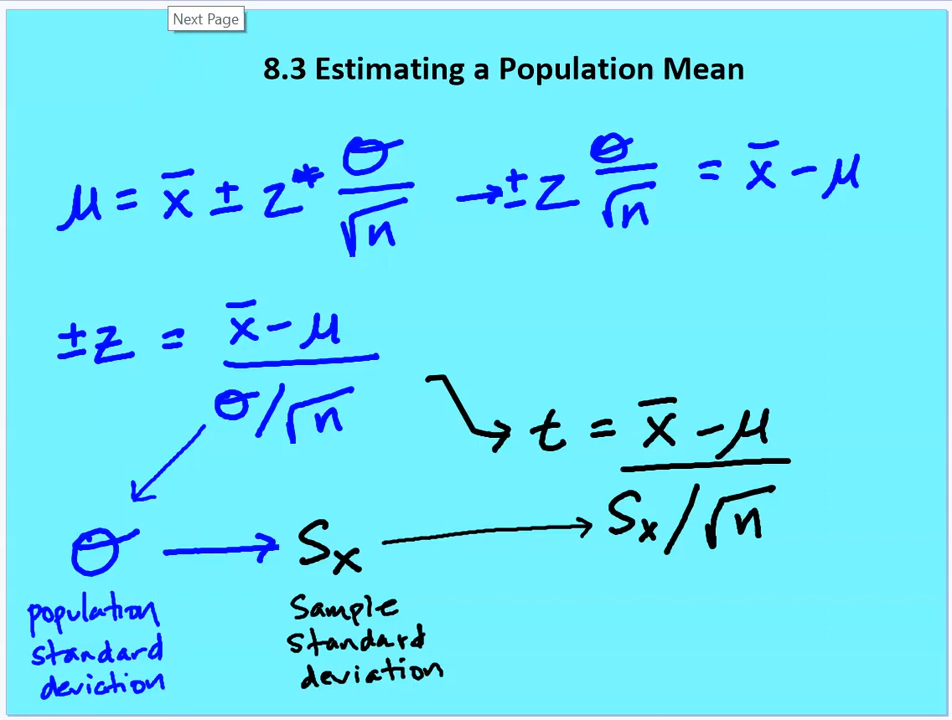 Next Page
8.3 Estimating a Population Mean
μ = x̄ ± z* σ/√n → ± z σ/√n = x̄ − μ
± z = (x̄ − μ)/(σ/√n)
t = (x̄ − μ)/(Sx/√n)
σ → Sx
population standard deviation
Sample standard deviation